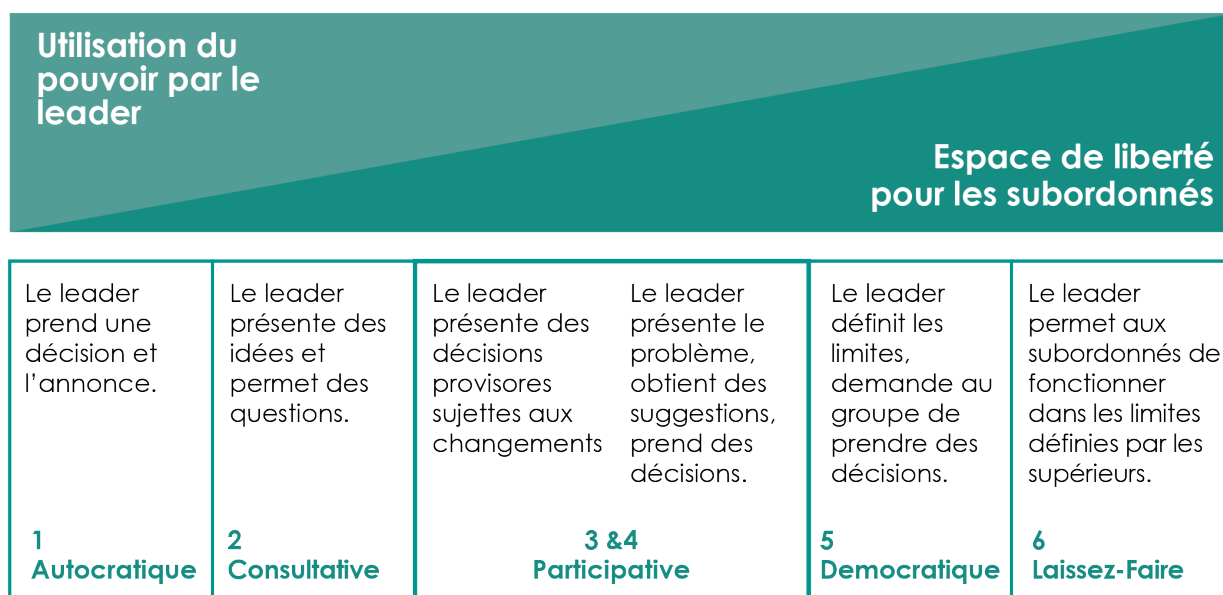 Utilisation du
pouvoir par le
leader
Espace de liberté
pour les subordonnés
Le leader
prend une
décision et
l'annonce.
1
Autocratique
Le leader
présente des
idées et
permet des
questions.
2
Consultative
Le leader
présente des
décisions
provisores
sujettes aux
changements
Le leader
présente le
problème,
obtient des
suggestions,
prend des
décisions.
3 &4
Participative
Le leader
définit les
limites,
demande au
groupe de
prendre des
décisions.
5
Democratique
Le leader
permet aux
subordonnés de
fonctionner
dans les limites
définies par les
supérieurs.
6
Laissez-Faire